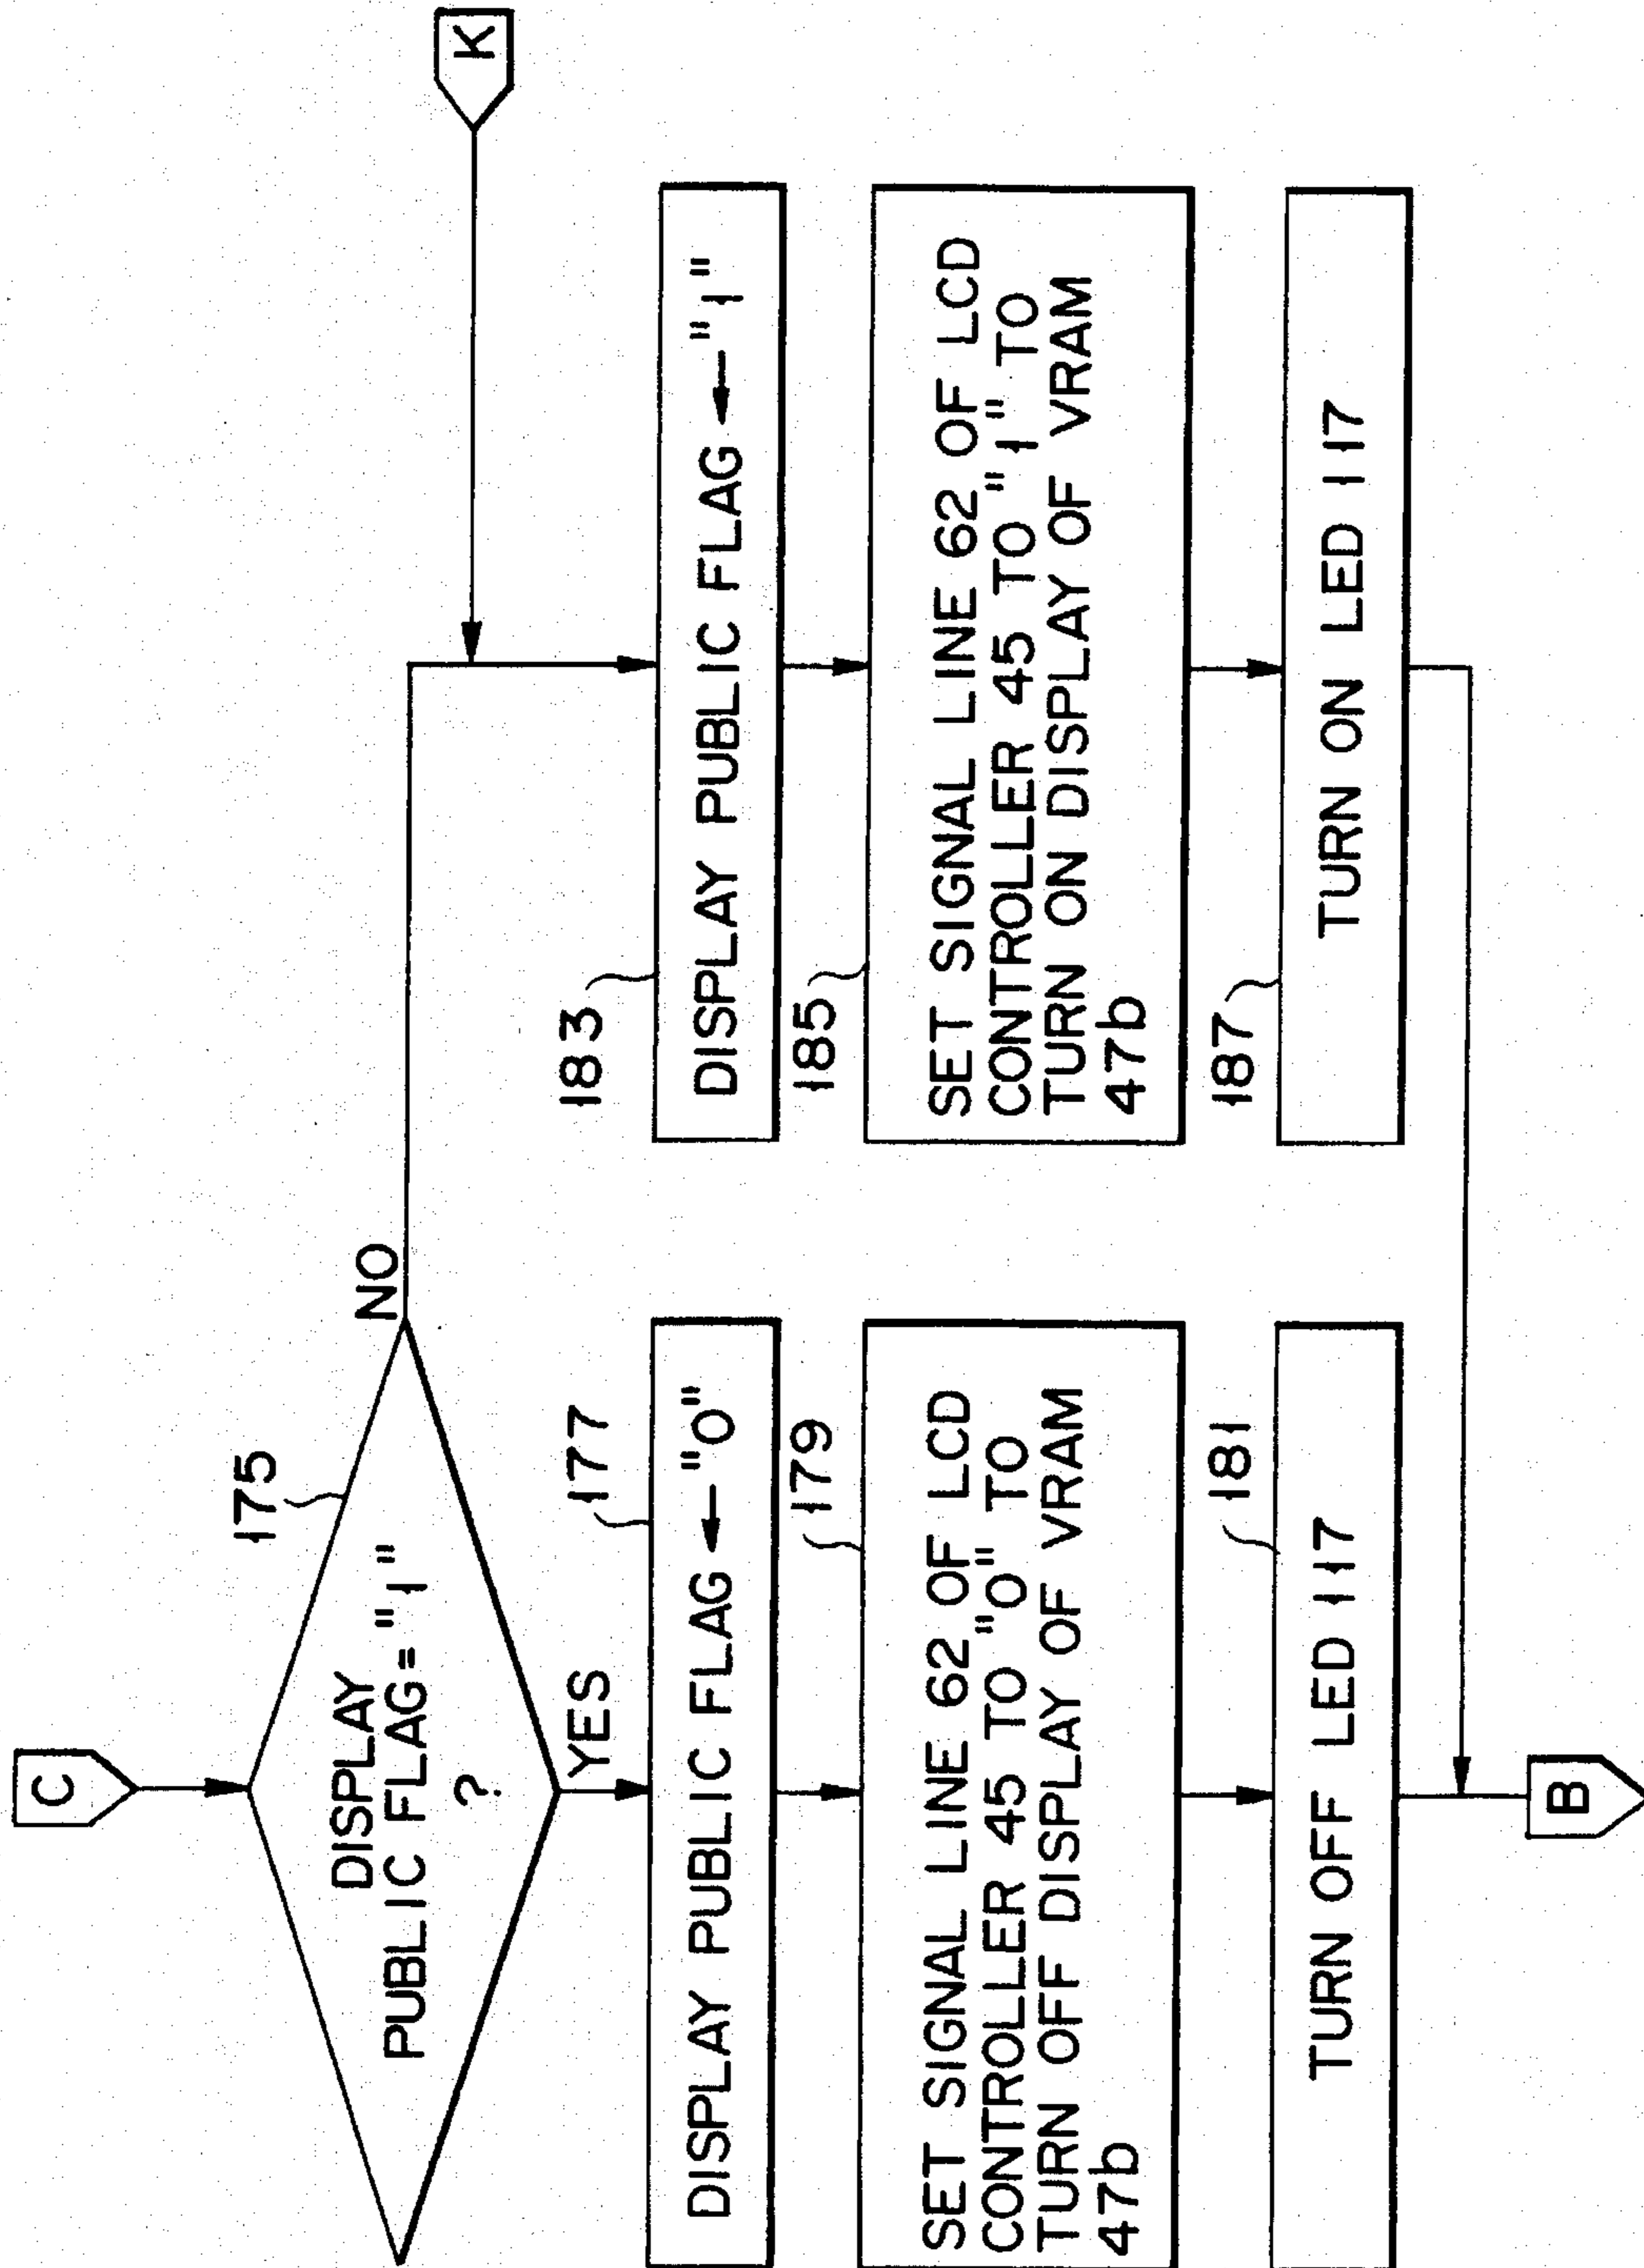 C
175
DISPLAY
PUBLIC FLAG="1"
?
NO
YES
K
177
DISPLAY PUBLIC FLAG ← "0"
179
SET SIGNAL LINE 62 OF LCD
CONTROLLER 45 TO "0" TO
TURN OFF DISPLAY OF VRAM
47b
181
TURN OFF LED 117
183
DISPLAY PUBLIC FLAG ← "1"
185
SET SIGNAL LINE 62 OF LCD
CONTROLLER 45 TO "1" TO
TURN ON DISPLAY OF VRAM
47b
187
TURN ON LED 117
B